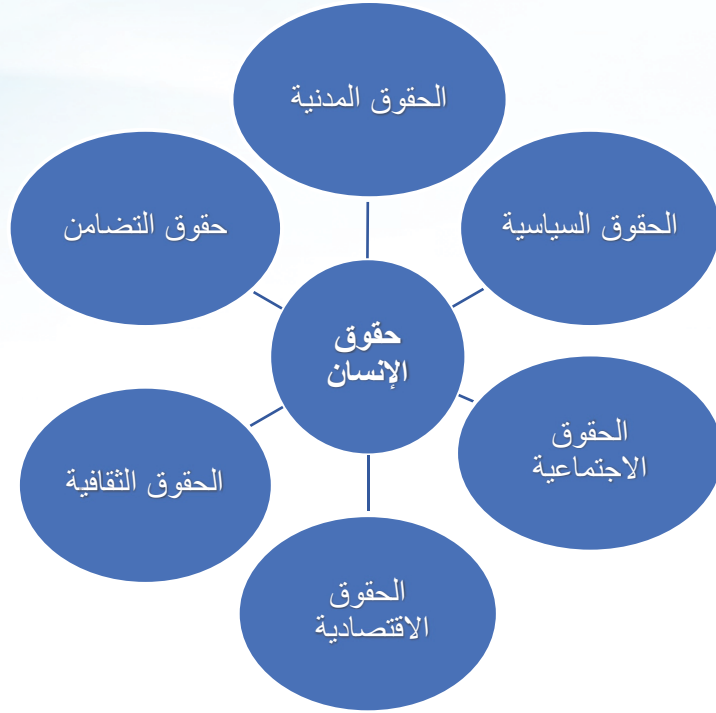 الحقوق المدنية
الحقوق السياسية
حقوق التضامن
حقوق
الإنسان
الحقوق
الاجتماعية
الحقوق الثقافية
الحقوق
الاقتصادية